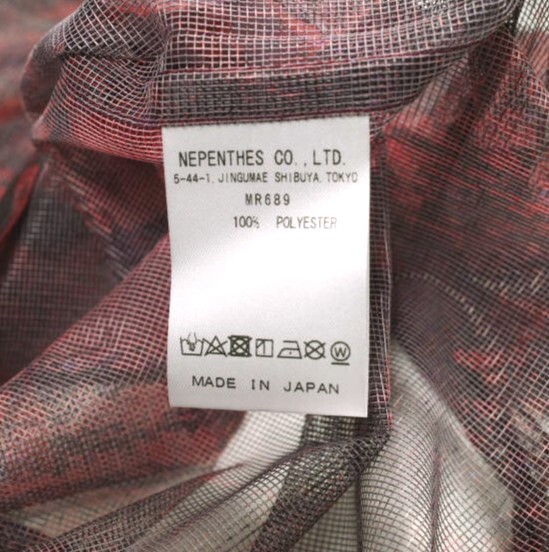 NEPENTHES CO.,LTD.
5-44-1, JINGUMAE SHIBUYA, TOKYO
MR689
100% POLYESTER
W
MADE IN JAPAN